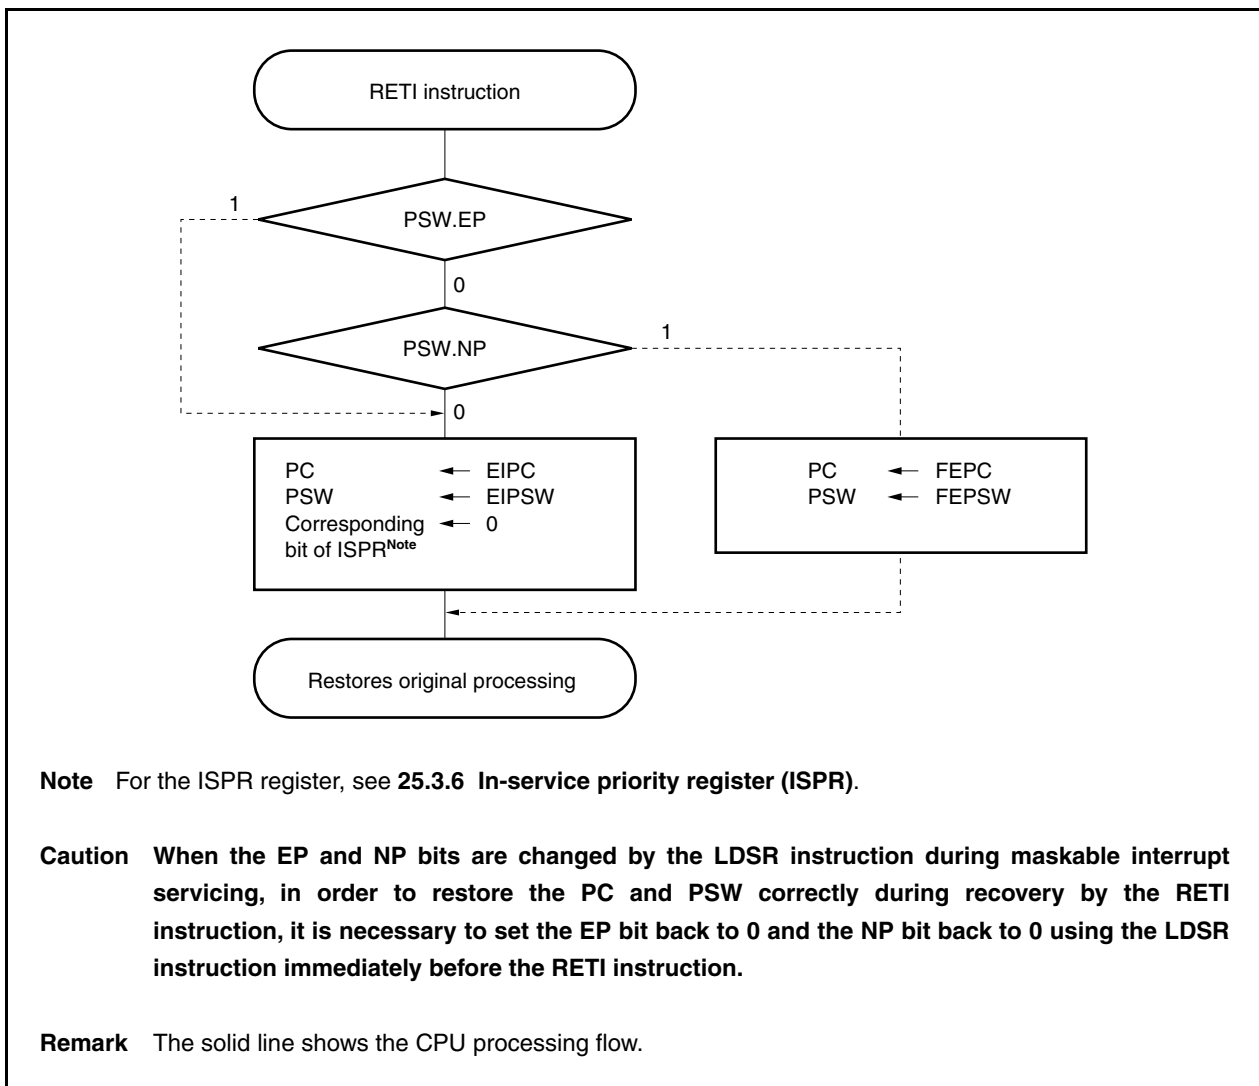 RETI instruction
1
PSW.EP
0
1
PSW.NP
0
PC ← EIPC
PSW ← EIPSW
Corresponding ← 0
bit of ISPRNote
PC ← FEPC
PSW ← FEPSW
Restores original processing
Note For the ISPR register, see 25.3.6 In-service priority register (ISPR).
Caution When the EP and NP bits are changed by the LDSR instruction during maskable interrupt
servicing, in order to restore the PC and PSW correctly during recovery by the RETI
instruction, it is necessary to set the EP bit back to 0 and the NP bit back to 0 using the LDSR
instruction immediately before the RETI instruction.
Remark The solid line shows the CPU processing flow.